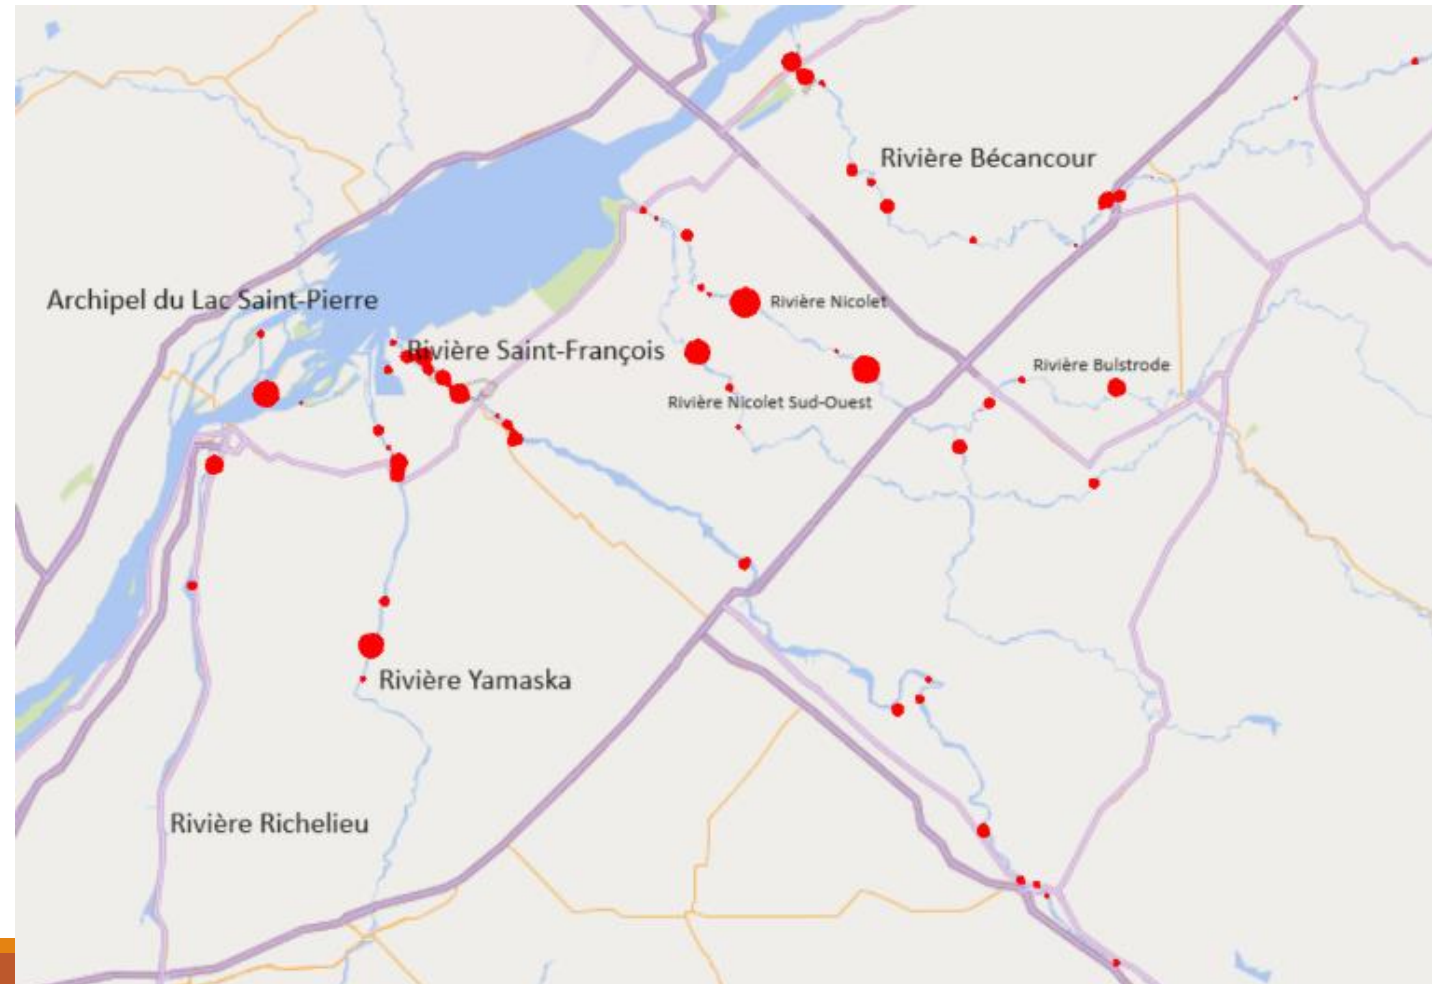 Rivière Bécancour
Archipel du Lac Saint-Pierre
Rivière Nicolet
Rivière Saint-François
Rivière Bulstrode
Rivière Nicolet Sud-Ouest
Rivière Yamaska
Rivière Richelieu